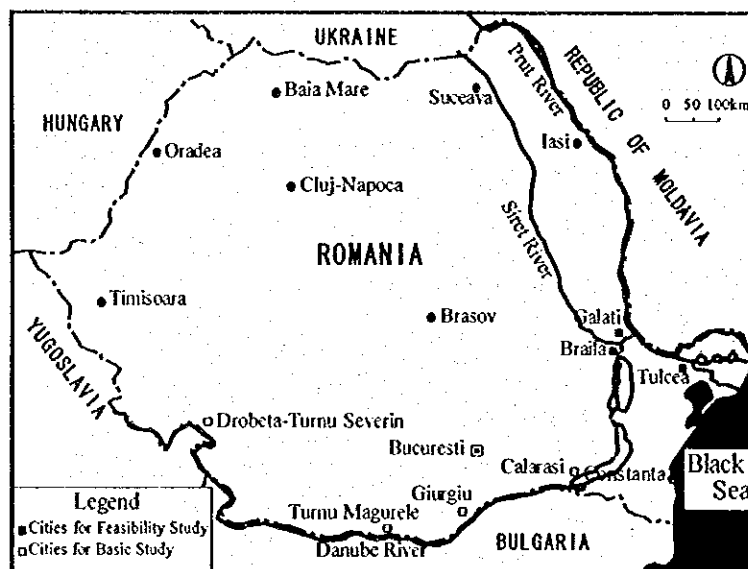 UKRAINE
Prut River
REPUBLIC OF MOLDAVIA
Baia Mare
Suceava
0 50 100km
HUNGARY
Oradea
Iasi
Cluj-Napoca
Siret River
ROMANIA
Timisoara
Brasov
Galati
Braila
YUGOSLAVIA
Tulcea
Drobeta-Turnu Severin
Bucuresti
Calarasi
Constanta
Black
Sea
Legend
Cities for Feasibility Study
Cities for Basic Study
Giurgiu
Turnu Magurele
Danube River
BULGARIA